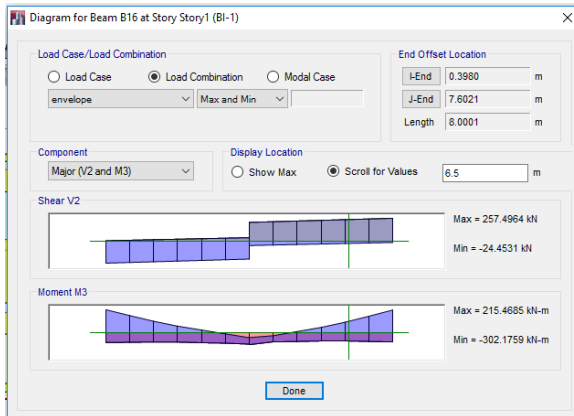 Diagram for Beam B16 at Story Story1 (BI-1)
Load Case/Load Combination
Load Case
Load Combination
Modal Case
envelope
Max and Min
End Offset Location
I-End 0.3980 m
J-End 7.6021 m
Length 8.0001 m
Component
Major (V2 and M3)
Display Location
Show Max
Scroll for Values
6.5 m
Shear V2
Max = 257.4964 kN
Min = -24.4531 kN
Moment M3
Max = 215.4685 kN-m
Min = -302.1759 kN-m
Done